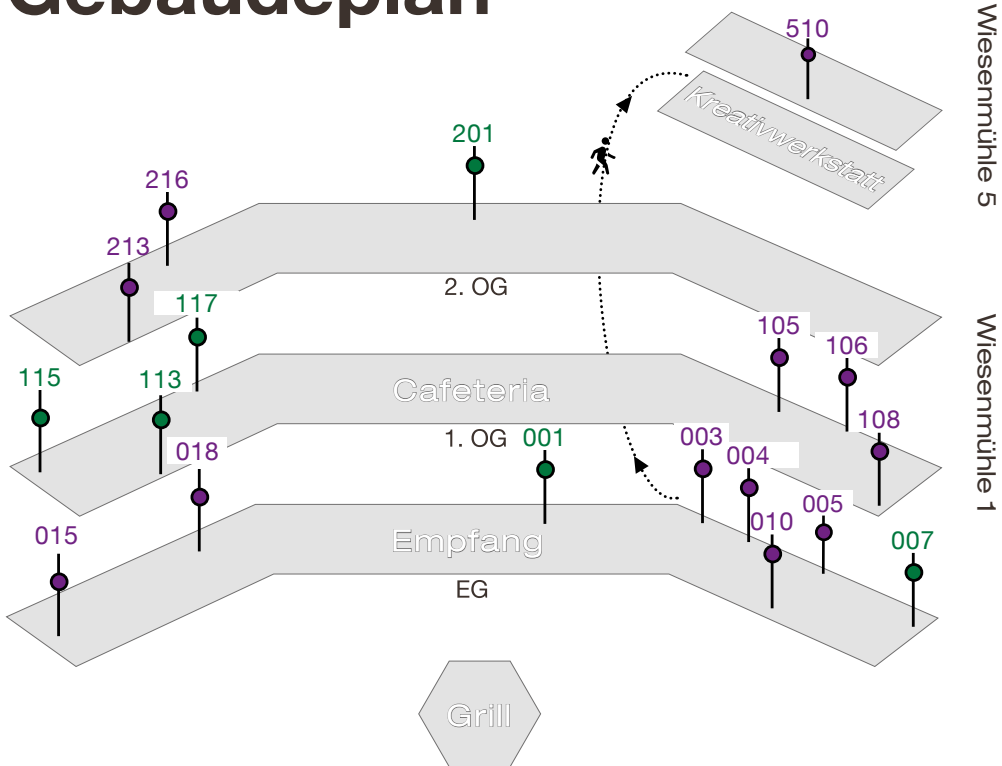 Gebäudeplan
510
Wiesenmühle 5
Kreativwerkstatt
201
216
213
2. OG
117
105
106
115
113
Cafeteria
Wiesenmühle 1
108
1. OG
001
003
018
004
005
010
015
Empfang
007
EG
Grill